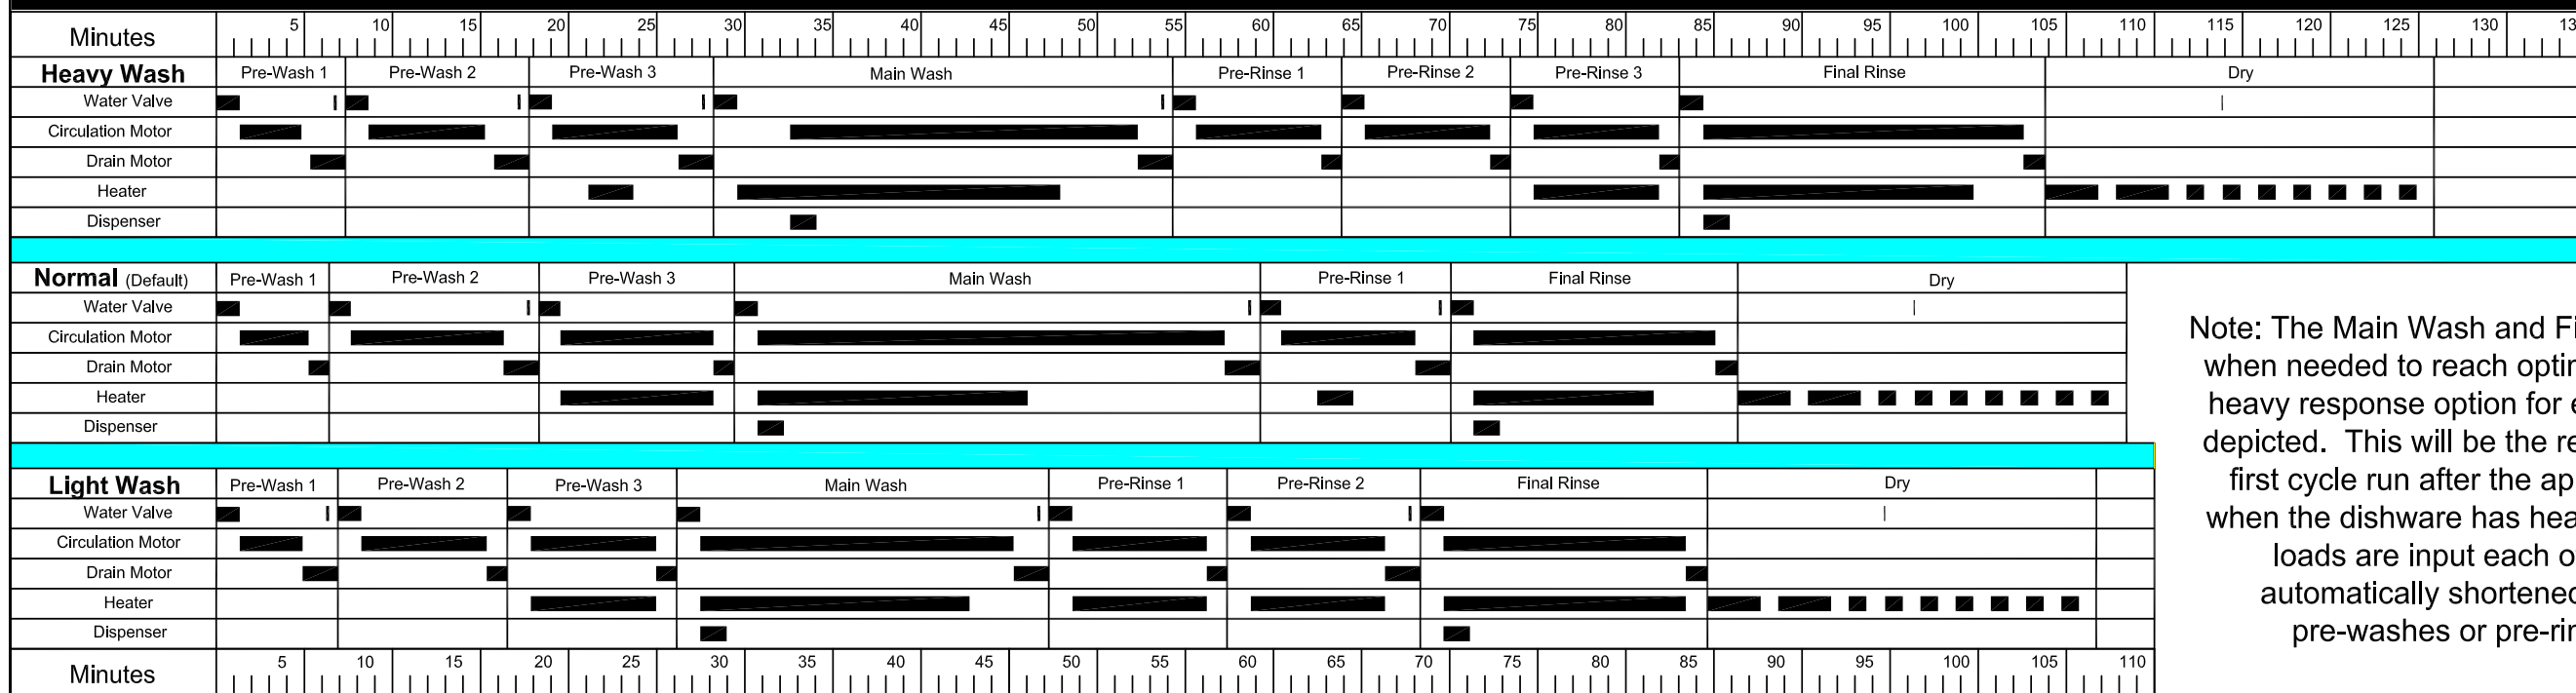 Minutes 5 10 15 20 25 30 35 40 45 50 55 60 65 70 75 80 85 90 95 100 105 110 115 120 125 130
Heavy Wash Pre-Wash 1 Pre-Wash 2 Pre-Wash 3 Main Wash Pre-Rinse 1 Pre-Rinse 2 Pre-Rinse 3 Final Rinse Dry
Water Valve
Circulation Motor
Drain Motor
Heater
Dispenser
Normal (Default) Pre-Wash 1 Pre-Wash 2 Pre-Wash 3 Main Wash Pre-Rinse 1 Final Rinse Dry
Water Valve
Circulation Motor
Drain Motor
Heater
Dispenser
Note: The Main Wash and
when needed to reach
heavy response option for
depicted. This will be the
first cycle run after the
when the dishware has
loads are input each
automatically
pre-washes or
Light Wash Pre-Wash 1 Pre-Wash 2 Pre-Wash 3 Main Wash Pre-Rinse 1 Pre-Rinse 2 Final Rinse Dry
Water Valve
Circulation Motor
Drain Motor
Heater
Dispenser
Minutes 5 10 15 20 25 30 35 40 45 50 55 60 65 70 75 80 85 90 95 100 105 110